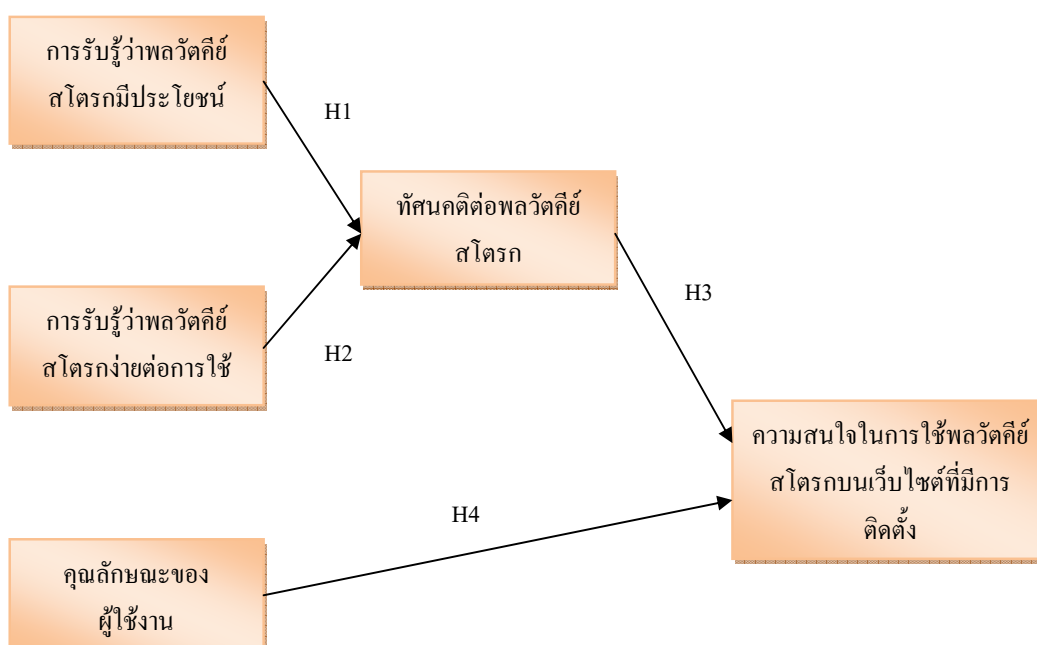 การรับรู้ว่าพลวัตคีย์
สโตรกมีประโยชน์
H1
ทัศนคติต่อพลวัตคีย์
สโตรก
การรับรู้ว่าพลวัตคีย์
สโตรกง่ายต่อการใช้
H2
H3
ความสนใจในการใช้พลวัตคีย์
สโตรกบนเว็บไซต์ที่มีการ
ติดตั้ง
H4
คุณลักษณะของ
ผู้ใช้งาน